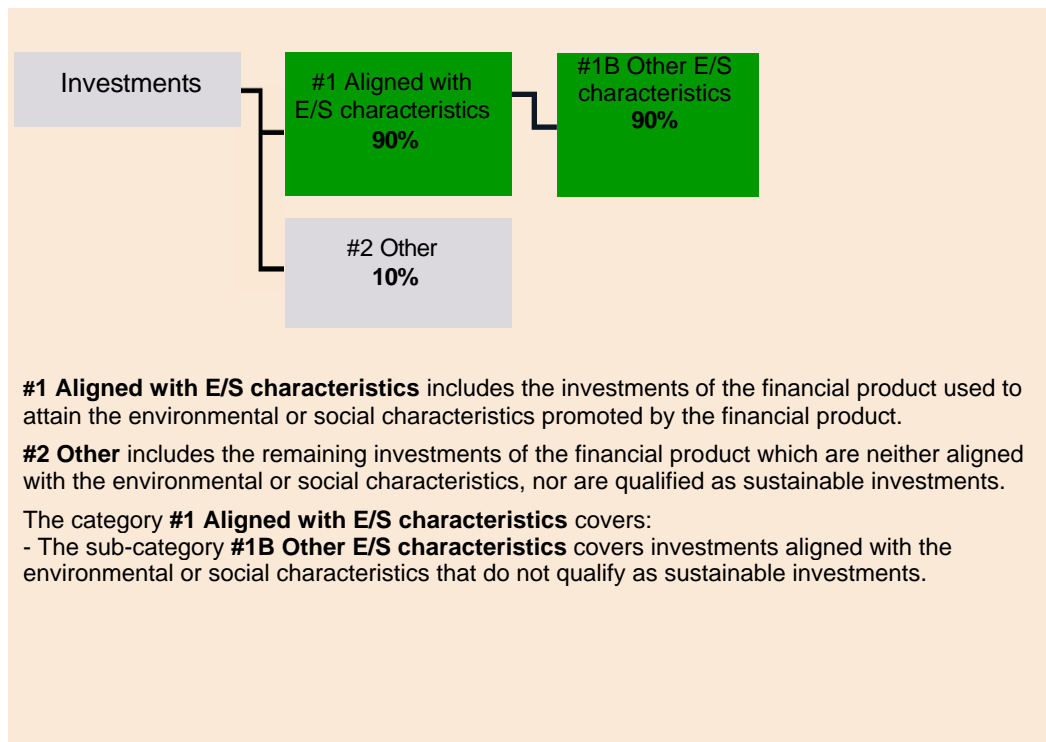 Investments
#1 Aligned with
E/S characteristics
90%
#1B Other E/S
characteristics
90%
#2 Other
10%
#1 Aligned with E/S characteristics includes the investments of the financial product used to
attain the environmental or social characteristics promoted by the financial product.
#2 Other includes the remaining investments of the financial product which are neither aligned
with the environmental or social characteristics, nor are qualified as sustainable investments.
The category #1 Aligned with E/S characteristics covers:
- The sub-category #1B Other E/S characteristics covers investments aligned with the
environmental or social characteristics that do not qualify as sustainable investments.